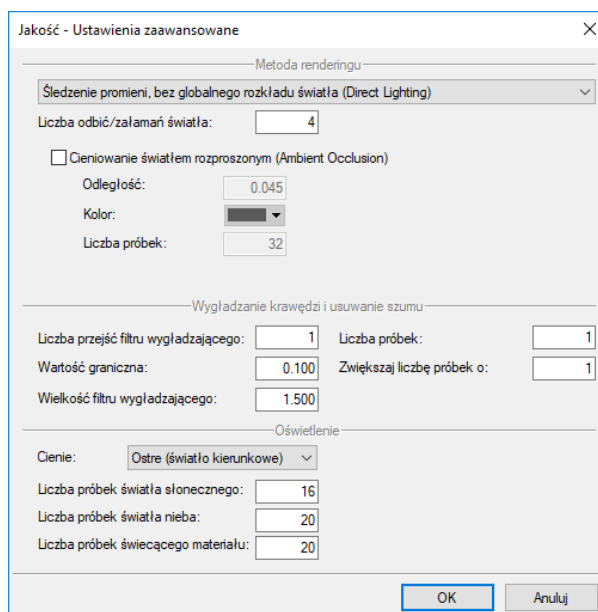 Jakość - Ustawienia zaawansowane
Metoda renderingu
Śledzenie promieni, bez globalnego rozkładu światła (Direct Lighting)
Liczba odbić/załamań światła: 4
Cieniowanie światłem rozproszonym (Ambient Occlusion)
Odległość: 0.045
Kolor:
Liczba próbek: 32
Wygładzanie krawędzi i usuwanie szumu
Liczba przejść filtru wygładzającego: 1 Liczba próbek: 1
Wartość graniczna: 0.100 Zwiększaj liczbę próbek o: 1
Wielkość filtru wygładzającego: 1.500
Oświetlenie
Cienie: Ostre (światło kierunkowe)
Liczba próbek światła słonecznego: 16
Liczba próbek światła nieba: 20
Liczba próbek świecącego materiału: 20
OK Anuluj